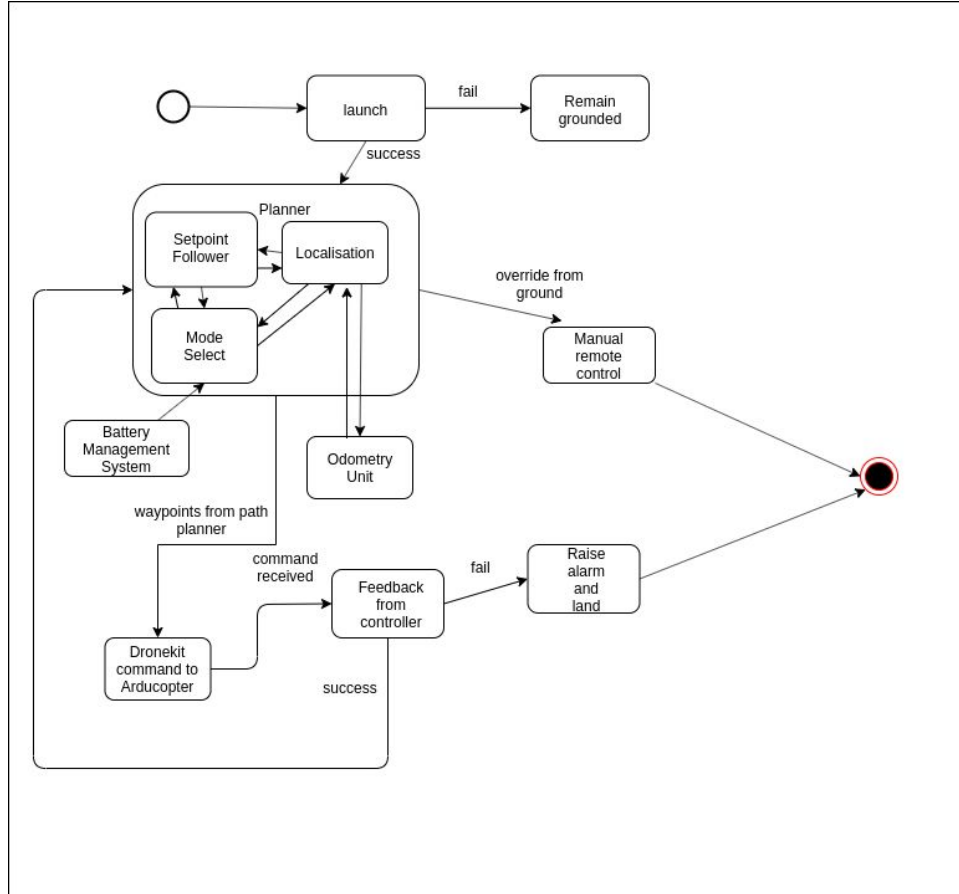 launch
fail
Remain
grounded
success
Planner
Setpoint
Follower
Localisation
Mode
Select
override from
ground
Manual
remote
control
Battery
Management
System
Odometry
Unit
waypoints from path
planner
command
received
Feedback
from
controller
fail
Raise
alarm
and
land
Dronekit
command to
Arducopter
success